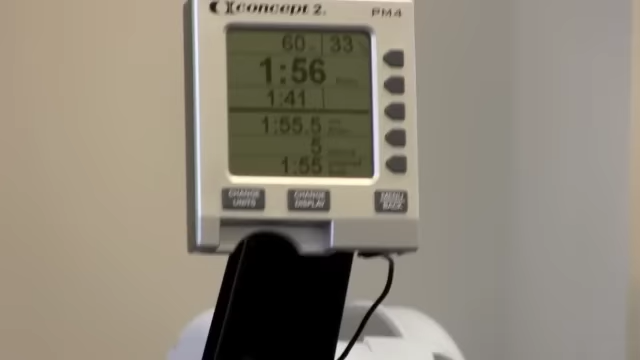 concept 2.
PM4
60 33
1:56
1:41
1:55.5
5
1:55
CHANGE UNITS
CHANGE DISPLAY
MENU BACK